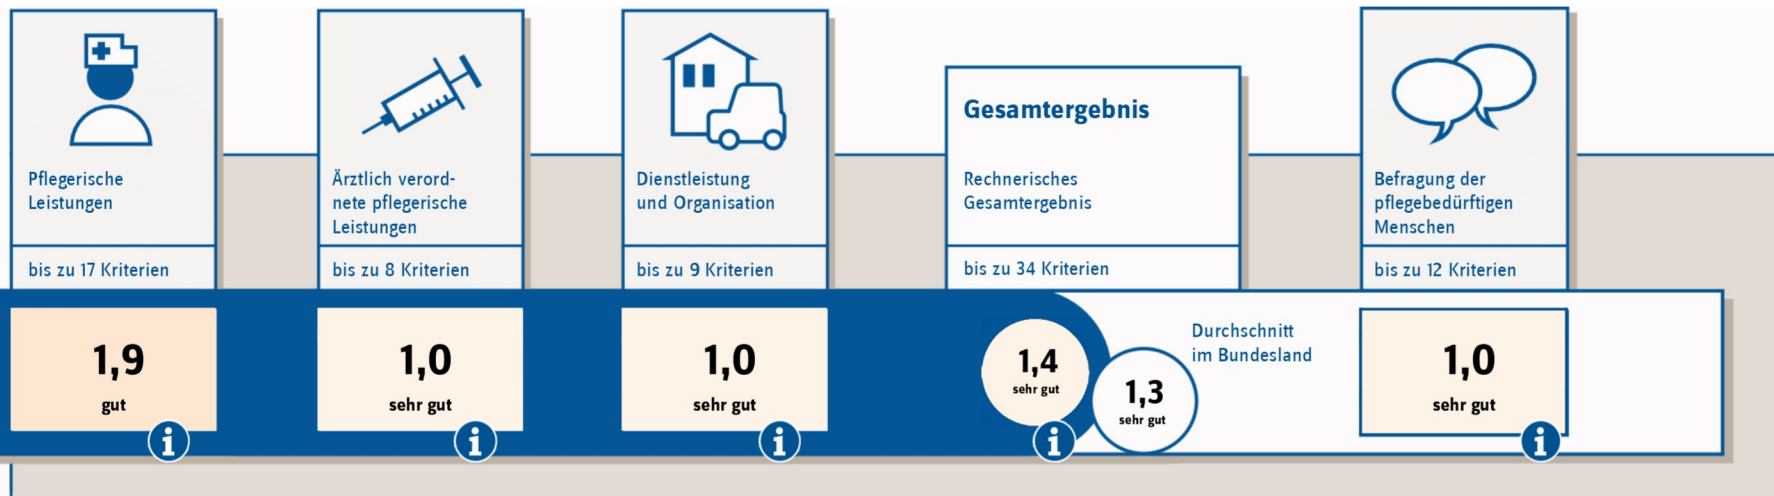 Pflegerische
Leistungen
bis zu 17 Kriterien
1,9
gut
i
Ärztlich verord-
nete pflegerische
Leistungen
bis zu 8 Kriterien
1,0
sehr gut
i
Dienstleistung
und Organisation
bis zu 9 Kriterien
1,0
sehr gut
i
Gesamtergebnis
Rechnerisches
Gesamtergebnis
bis zu 34 Kriterien
1,4
sehr gut
i
1,3
sehr gut
Durchschnitt
im Bundesland
Befragung der
pflegebedürftigen
Menschen
bis zu 12 Kriterien
1,0
sehr gut
i